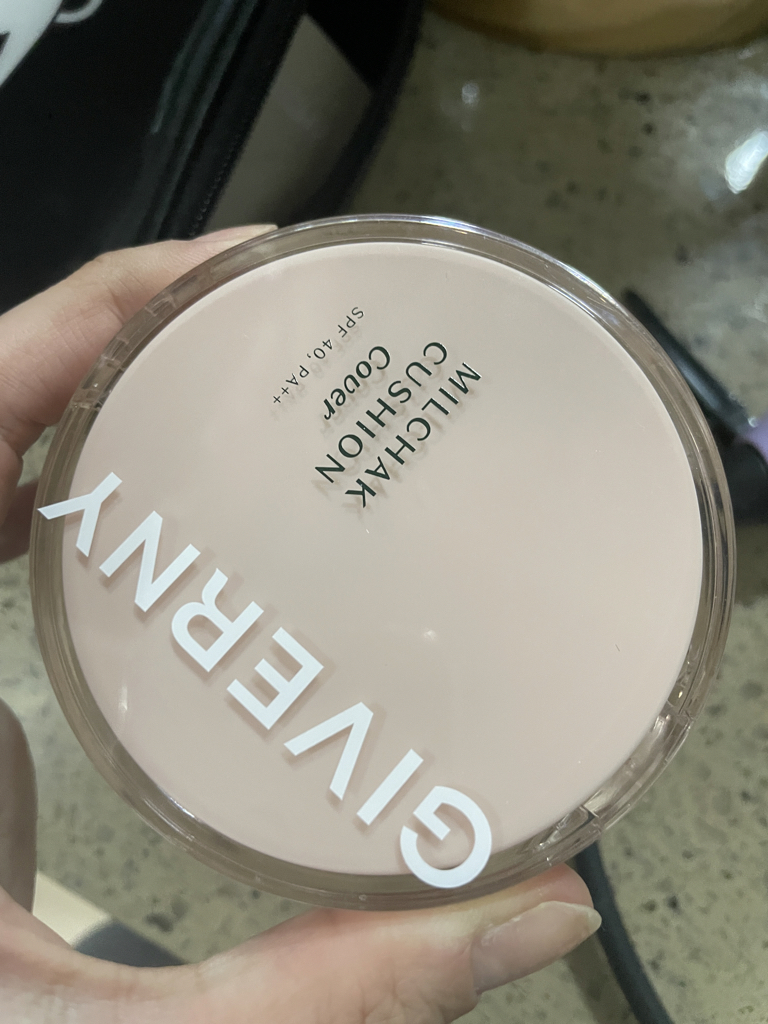 GIVERNY
MILCHAK
CUSHION
Cover
SPF 40, PA++